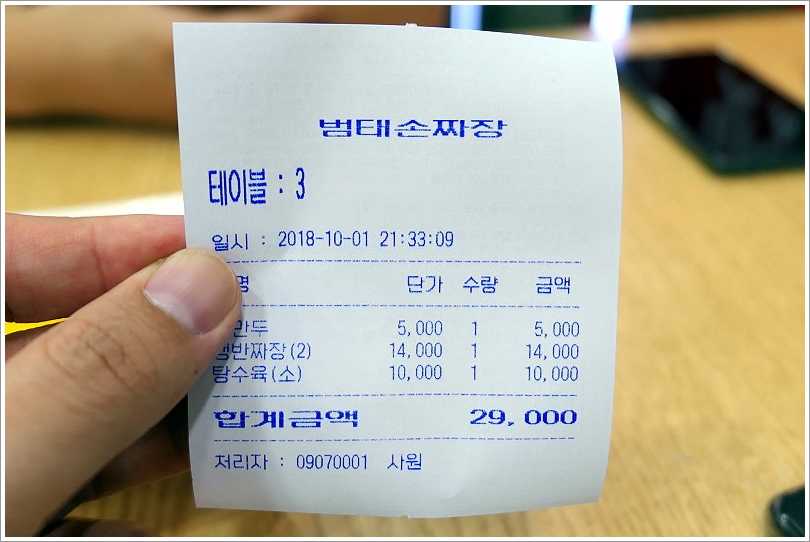 범태손짜장
테이블 : 3
일시 : 2018-10-01 21:33:09
단가 수량 금액
5,000 1 5,000
14,000 1 14,000
탕수육(소) 10,000 1 10,000
합계금액 29,000
처리자 : 09070001 사원